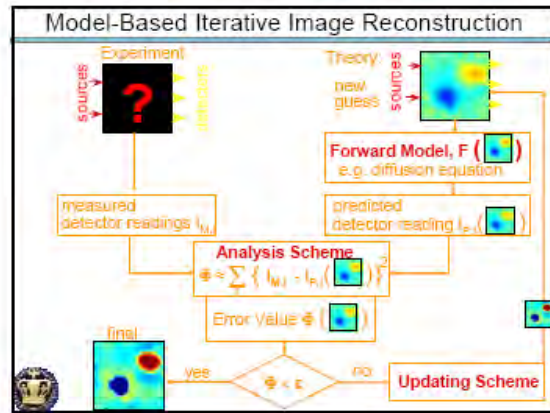 Model-Based Iterative Image Reconstruction
Experiment
sources
detectors
?
Theory
new
guess
sources
Forward Model, F ( )
e.g. diffusion equation
measured
detector readings I_M,i
predicted
detector reading I_P,i ( )
Analysis Scheme
Φ ≈ ∑ { I_M,i - I_P,i ( ) }²
Error Value Φ ( )
final
yes
Φ < ε
no
Updating Scheme